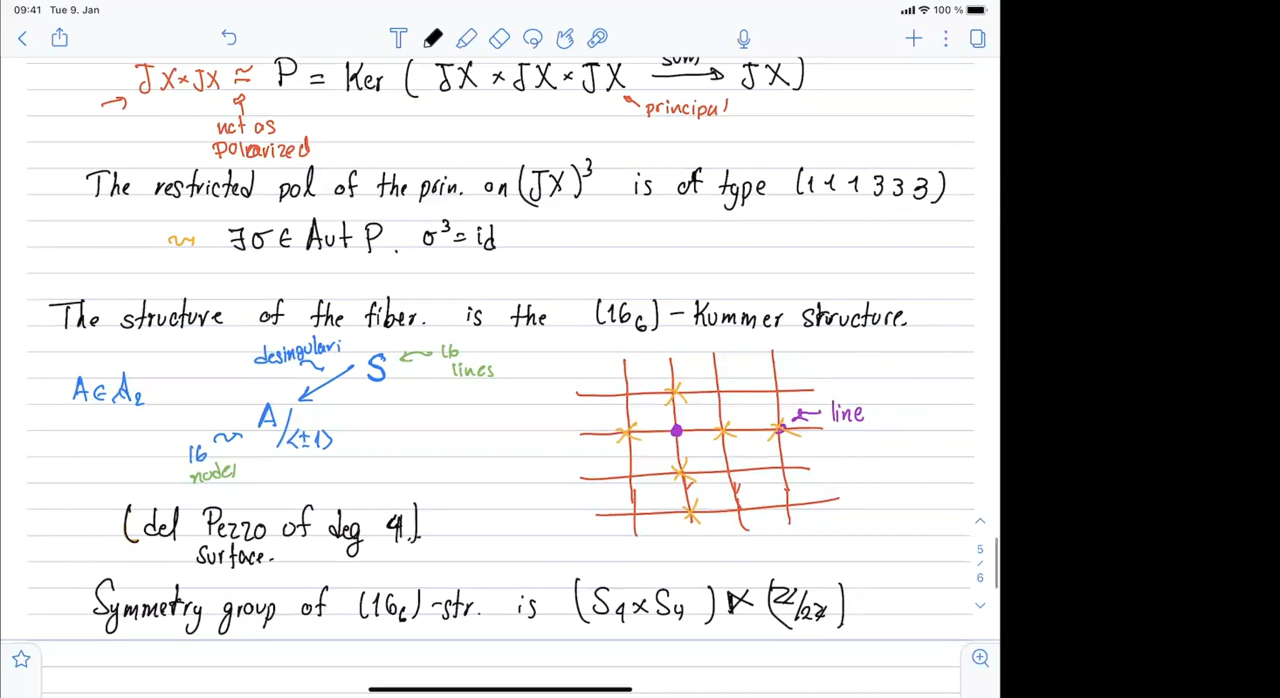 09:41 Tue 9. Jan
100 %
JX×JX ≅ P = Ker ( JX × JX × JX → JX )
sum
principal
not as
polarized
The restricted pol of the prin. on (JX)³ is of type (1 1 1 3 3 3)
∃σ ∈ Aut P. σ³ = id
The structure of the fiber. is the (16₆) - Kummer structure.
desingulari
S
16
lines
A ∈ A₂
A/⟨±1⟩
16
nodes
line
(del Pezzo of deg 4.)
surface.
5
/
6
Symmetry group of (16₆)-str. is (S₄ × S₄) ⋊ (ℤ/2ℤ)